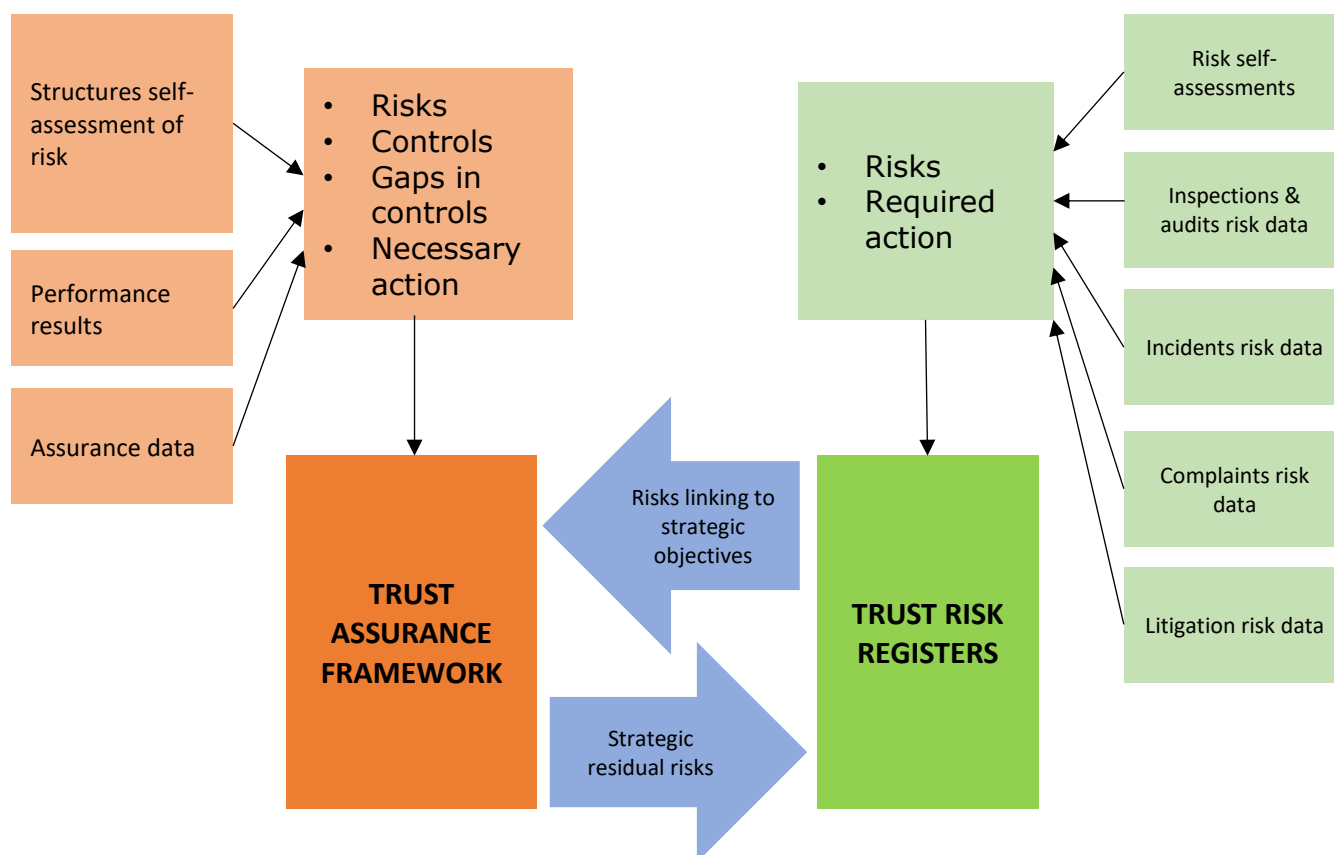 Structures self-
assessment of
risk
Performance
results
Assurance data
• Risks
• Controls
• Gaps in
controls
• Necessary
action
TRUST
ASSURANCE
FRAMEWORK
Risks linking to
strategic
objectives
Strategic
residual risks
• Risks
• Required
action
TRUST RISK
REGISTERS
Risk self-
assessments
Inspections &
audits risk data
Incidents risk data
Complaints risk
data
Litigation risk data